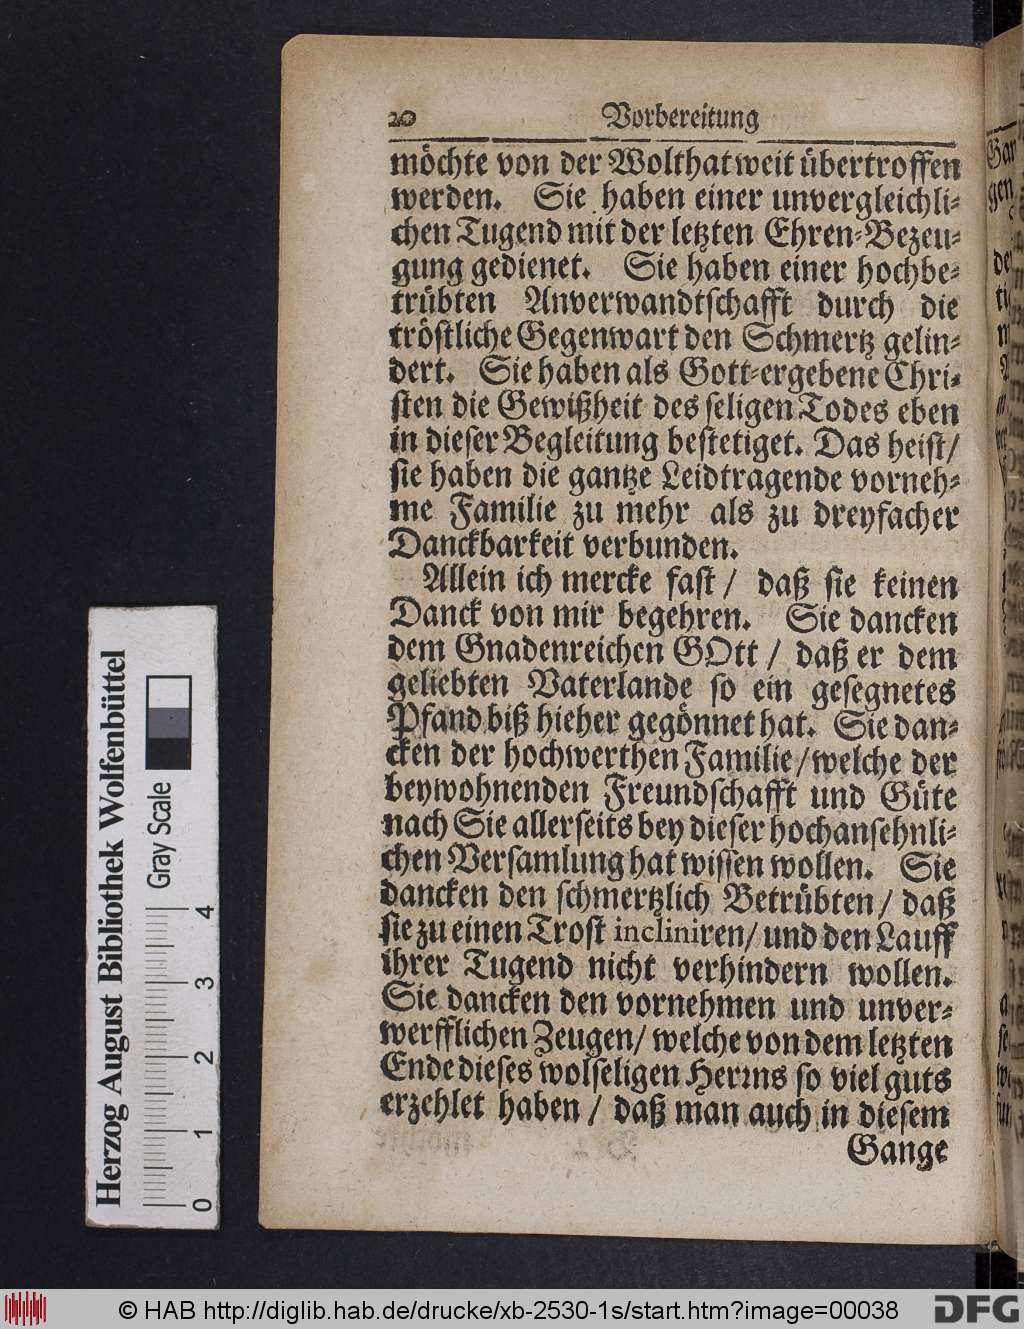 20 Vorbereitung
möchte von der Wolthat weit übertroffen
werden. Sie haben einer unvergleichli-
chen Tugend mit der letzten Ehren-Bezeu-
gung gedienet. Sie haben einer hochbe-
trübten Anverwandtschafft durch die
tröstliche Gegenwart den Schmertz gelin-
dert. Sie haben als Gott-ergebene Chri-
sten die Gewißheit des seligen Todes eben
in dieser Begleitung bestetiget. Das heist/
sie haben die gantze Leidtragende vorneh-
me Familie zu mehr als zu dreyfacher
Danckbarkeit verbunden.
Allein ich mercke fast / daß sie keinen
Danck von mir begehren. Sie dancken
dem Gnadenreichen GOtt / daß er dem
geliebten Vaterlande so ein gesegnetes
Pfand biß hieher gegönnet hat. Sie dan-
cken der hochwerthen Familie / welche der
beywohnenden Freundschafft und Güte
nach Sie allerseits bey dieser hochansehnli-
chen Versamlung hat wissen wollen. Sie
dancken den schmertzlich Betrübten / daß
sie zu einen Trost incliniren / und den Lauff
ihrer Tugend nicht verhindern wollen.
Sie dancken den vornehmen und unver-
werfflichen Zeugen / welche von dem letzten
Ende dieses wolseligen Herrns so viel guts
erzehlet haben / daß man auch in diesem
Gange
Herzog August Bibliothek Wolfenbüttel
Gray Scale
0 1 2 3 4
© HAB http://diglib.hab.de/drucke/xb-2530-1s/start.htm?image=00038
DFG